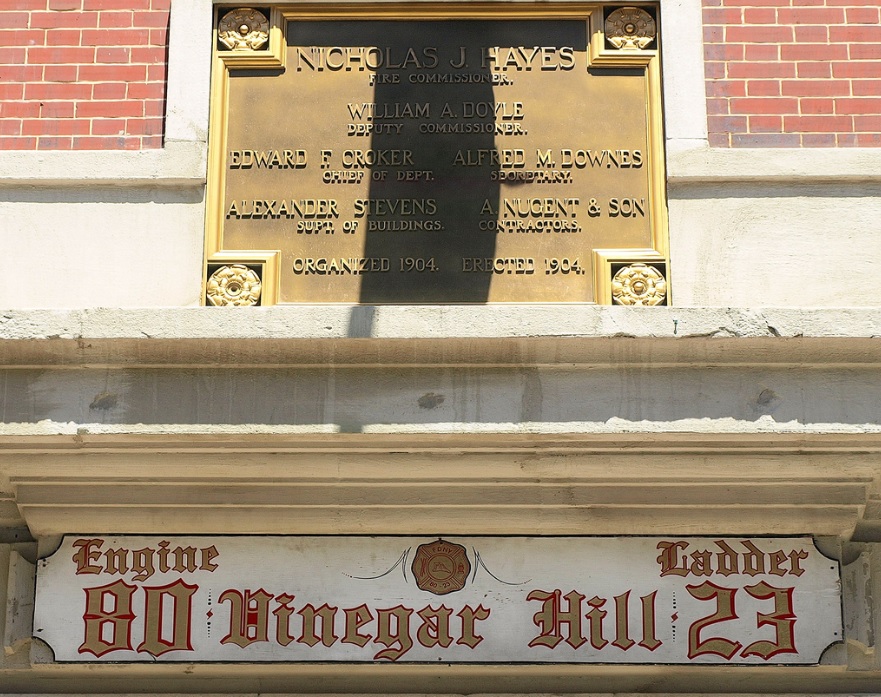 NICHOLAS J. HAYES
FIRE COMMISSIONER.
WILLIAM A. DOYLE
DEPUTY COMMISSIONER.
EDWARD F. CROKER ALFRED M. DOWNES
CHIEF OF DEPT. SECRETARY.
ALEXANDER STEVENS A. NUGENT & SON
SUPT. OF BUILDINGS. CONTRACTORS.
ORGANIZED 1904. ERECTED 1904.
Engine Ladder
FDNY
80 Vinegar Hill 23